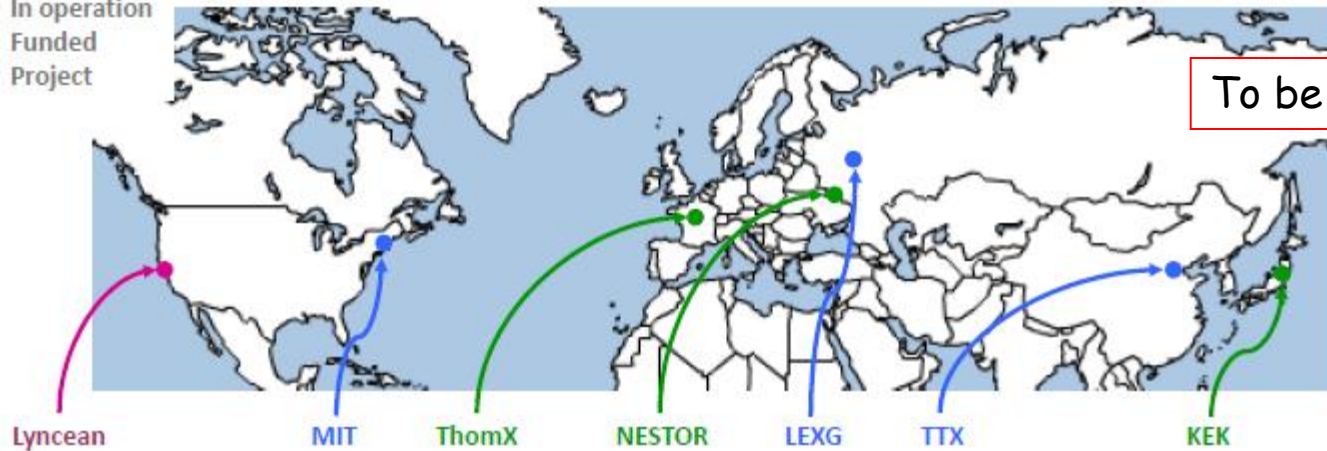 In operation
Funded
Project
To be
Lyncean MIT ThomX NESTOR LEXG TTX KEK